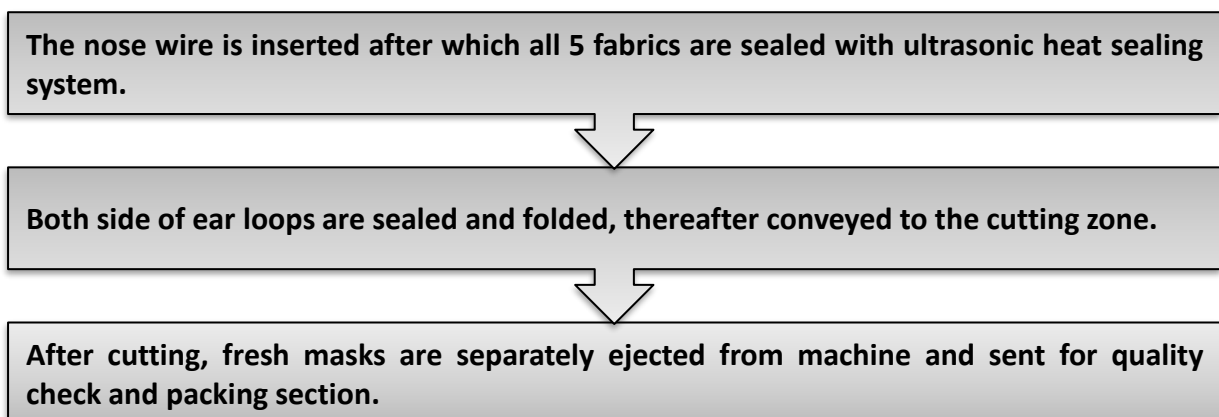 The nose wire is inserted after which all 5 fabrics are sealed with ultrasonic heat sealing
system.
Both side of ear loops are sealed and folded, thereafter conveyed to the cutting zone.
After cutting, fresh masks are separately ejected from machine and sent for quality
check and packing section.